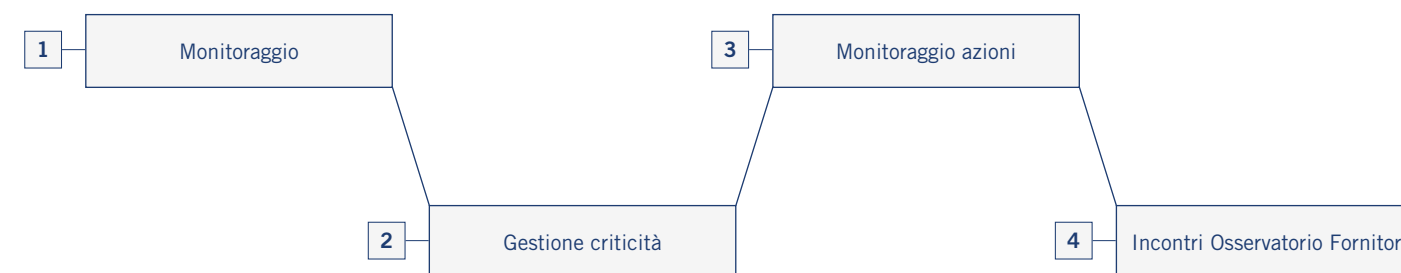 1
Monitoraggio
2
Gestione criticità
3
Monitoraggio azioni
4
Incontri Osservatorio Fornitor